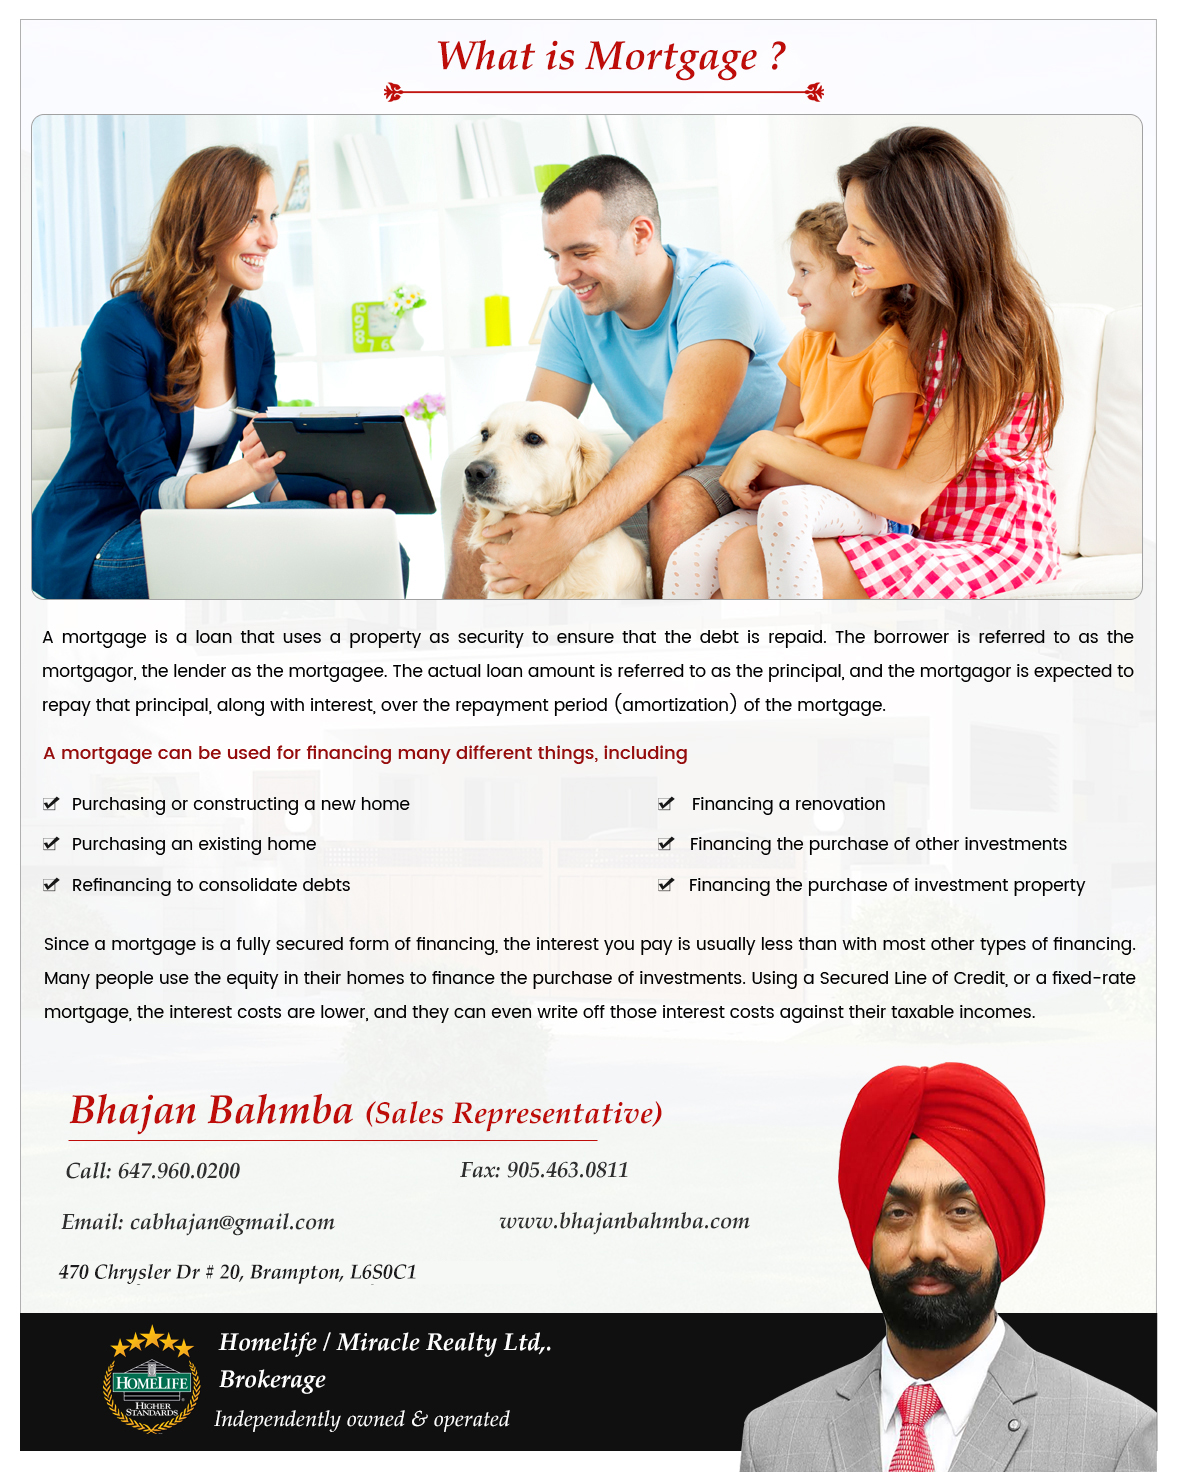 What is Mortgage ?
A mortgage is a loan that uses a property as security to ensure that the debt is repaid. The borrower is referred to as the
mortgagor, the lender as the mortgagee. The actual loan amount is referred to as the principal, and the mortgagor is expected to
repay that principal, along with interest, over the repayment period (amortization) of the mortgage.
A mortgage can be used for financing many different things, including
Purchasing or constructing a new home
Financing a renovation
Purchasing an existing home
Financing the purchase of other investments
Refinancing to consolidate debts
Financing the purchase of investment property
Since a mortgage is a fully secured form of financing, the interest you pay is usually less than with most other types of financing.
Many people use the equity in their homes to finance the purchase of investments. Using a Secured Line of Credit, or a fixed-rate
mortgage, the interest costs are lower, and they can even write off those interest costs against their taxable incomes.
Bhajan Bahmba (Sales Representative)
Call: 647.960.0200
Fax: 905.463.0811
Email: cabhajan@gmail.com
www.bhajanbahmba.com
470 Chrysler Dr # 20, Brampton, L6S0C1
Homelife / Miracle Realty Ltd,.
Brokerage
Independently owned & operated
HOMELIFE
HIGHER
STANDARDS